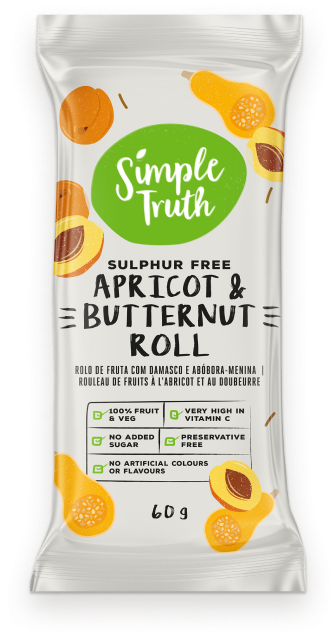 Simple
Truth
SULPHUR FREE
APRICOT &
BUTTERNUT
ROLL
ROLO DE FRUTA COM DAMASCO E ABÓBORA-MENINA |
ROULEAU DE FRUITS À L'ABRICOT ET AU DOUBEURRE
100% FRUIT
& VEG
VERY HIGH IN
VITAMIN C
NO ADDED
SUGAR
PRESERVATIVE
FREE
NO ARTIFICIAL COLOURS
OR FLAVOURS
60g